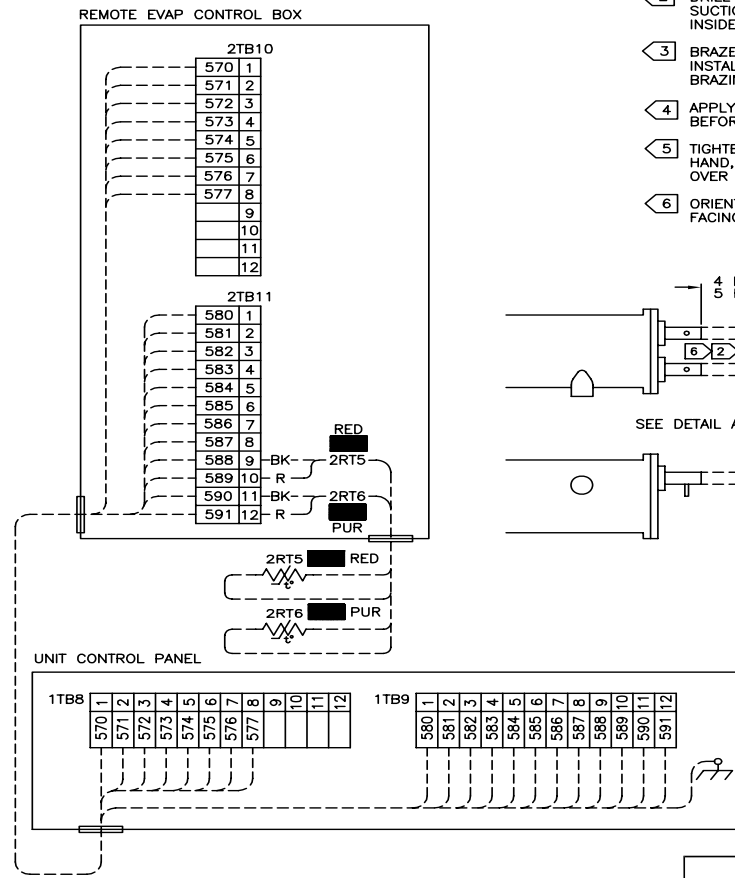 REMOTE EVAP CONTROL BOX
2TB10
570 1
571 2
572 3
573 4
574 5
575 6
576 7
577 8
9
10
11
12
2TB11
580 1
581 2
582 3
583 4
584 5
585 6
586 7
587 8
588 9 BK 2RT5
589 10 R
590 11 BK 2RT6
591 12 R
RED
PUR
2RT5 RED
t°
2RT6 PUR
t°
SUCTIO
INSIDE
3 BRAZE
INSTAL
BRAZIN
4 APPLY
BEFOR
5 TIGHTE
HAND,
OVER
6 ORIENT
FACING
4
5
6 2
SEE DETAIL A
UNIT CONTROL PANEL
1TB8
1 2 3 4 5 6 7 8 9 10 11 12
570 571 572 573 574 575 576 577
1TB9
1 2 3 4 5 6 7 8 9 10 11 12
580 581 582 583 584 585 586 587 588 589 590 591